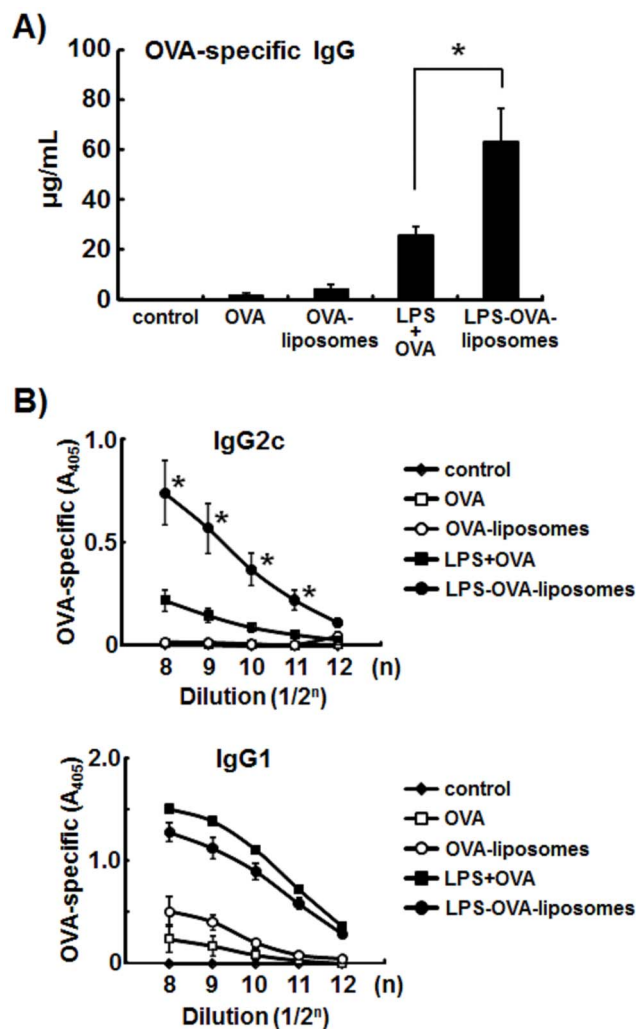 A)
OVA-specific IgG
*
µg/mL
100
80
60
40
20
0
control
OVA
OVA-
liposomes
LPS
+
OVA
LPS-OVA-
liposomes
B)
IgG2c
OVA-specific (A405)
1.0
0.5
0
* * * *
8 9 10 11 12 (n)
Dilution (1/2ⁿ)
control
OVA
OVA-liposomes
LPS+OVA
LPS-OVA-liposomes
IgG1
OVA-specific (A405)
2.0
1.0
0
8 9 10 11 12 (n)
Dilution (1/2ⁿ)
control
OVA
OVA-liposomes
LPS+OVA
LPS-OVA-liposomes